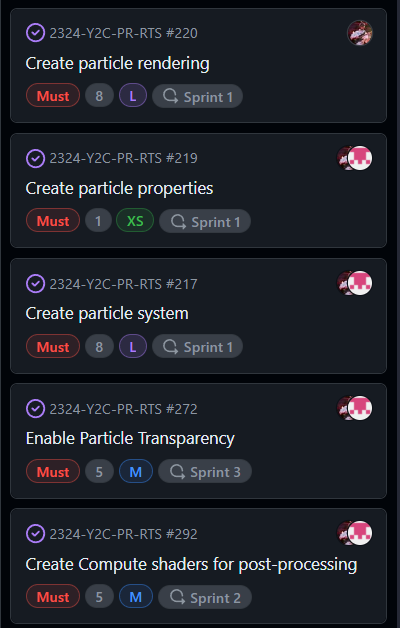 2324-Y2C-PR-RTS #220
Create particle rendering
Must 8 L Sprint 1
2324-Y2C-PR-RTS #219
Create particle properties
Must 1 XS Sprint 1
2324-Y2C-PR-RTS #217
Create particle system
Must 8 L Sprint 1
2324-Y2C-PR-RTS #272
Enable Particle Transparency
Must 5 M Sprint 3
2324-Y2C-PR-RTS #292
Create Compute shaders for post-processing
Must 5 M Sprint 2